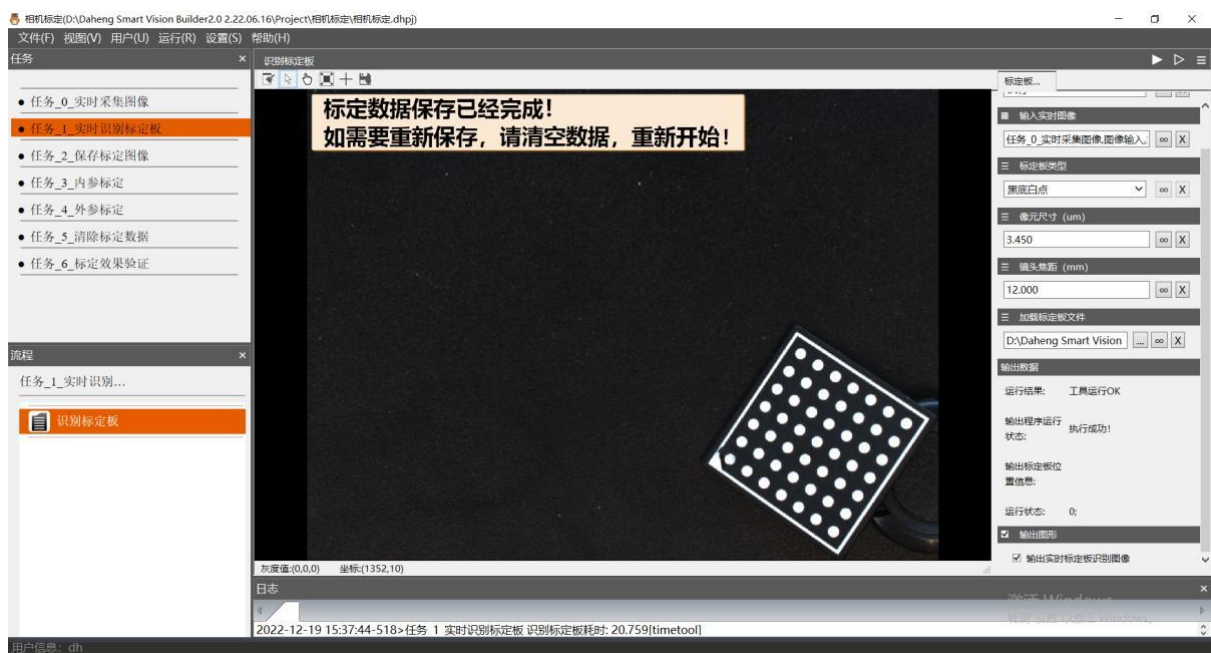 相机标定(D:\Daheng Smart Vision Builder2.0 2.22.06.16\Project\相机标定\相机标定.dhpj)
文件(F) 视图(V) 用户(U) 运行(R) 设置(S) 帮助(H)
任务
识别标定板
标定板...
任务_0_实时采集图像
任务_1_实时识别标定板
任务_2_保存标定图像
任务_3_内参标定
任务_4_外参标定
任务_5_清除标定数据
任务_6_标定效果验证
流程
任务_1_实时识别...
识别标定板
标定数据保存已经完成！
如需要重新保存，请清空数据，重新开始！
灰度值:(0,0,0) 坐标:(1352,10)
输入实时图像
任务_0_实时采集图像,图像输入, ∞ X
标定板类型
黑底白点 ∞ X
像元尺寸 (um)
3.450 ∞ X
镜头焦距 (mm)
12.000 ∞ X
加载标定板文件
D:\Daheng Smart Vision ... ∞ X
输出数据
运行结果: 工具运行OK
输出程序运行
状态: 执行成功！
输出标定板位
置信息:
运行状态: 0;
输出图形
输出实时标定板识别图像
日志
激活 Windows
2022-12-19 15:37:44-518>任务_1_实时识别标定板 识别标定板耗时: 20.759[timetool]
用户信息: dh